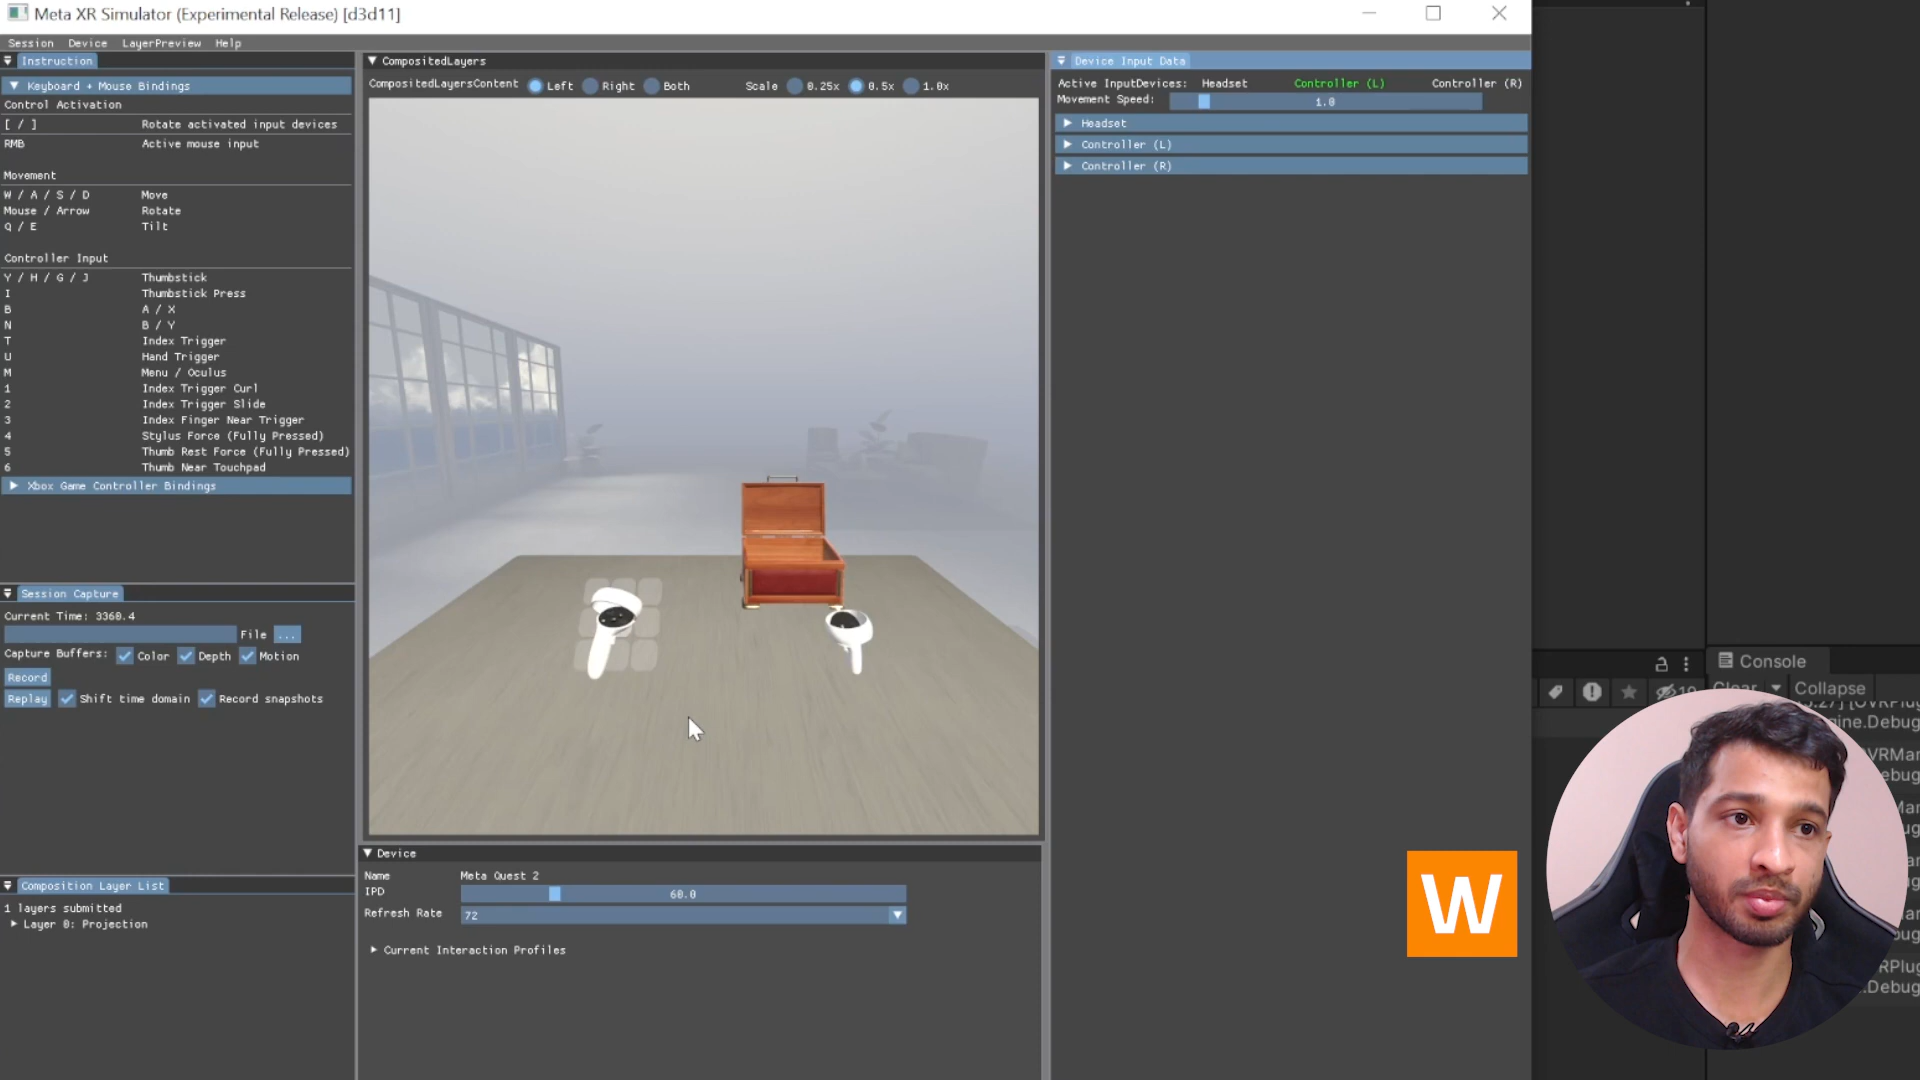 Meta XR Simulator (Experimental Release) [d3d11]
Session Device LayerPreview Help
Instruction
Keyboard + Mouse Bindings
Control Activation
[ / ] Rotate activated input devices
RMB Active mouse input
Movement
W / A / S / D Move
Mouse / Arrow Rotate
Q / E Tilt
Controller Input
Y / H / G / J Thumbstick
I Thumbstick Press
B A / X
N B / Y
T Index Trigger
U Hand Trigger
M Menu / Oculus
1 Index Trigger Curl
2 Index Trigger Slide
3 Index Finger Near Trigger
4 Stylus Force (Fully Pressed)
5 Thumb Rest Force (Fully Pressed)
6 Thumb Near Touchpad
Xbox Game Controller Bindings
Session Capture
Current Time: 3360.4
File ...
Capture Buffers: Color Depth Motion
Record
Replay Shift time domain Record snapshots
Composition Layer List
1 layers submitted
Layer 0: Projection
CompositedLayers
CompositedLayersContent Left Right Both Scale 0.25x 0.5x 1.0x
Device
Name Meta Quest 2
IPD 60.0
Refresh Rate 72
Current Interaction Profiles
Device Input Data
Active InputDevices: Headset Controller (L) Controller (R)
Movement Speed: 1.0
Headset
Controller (L)
Controller (R)
W
Console
Clear Collapse
gine.Debug